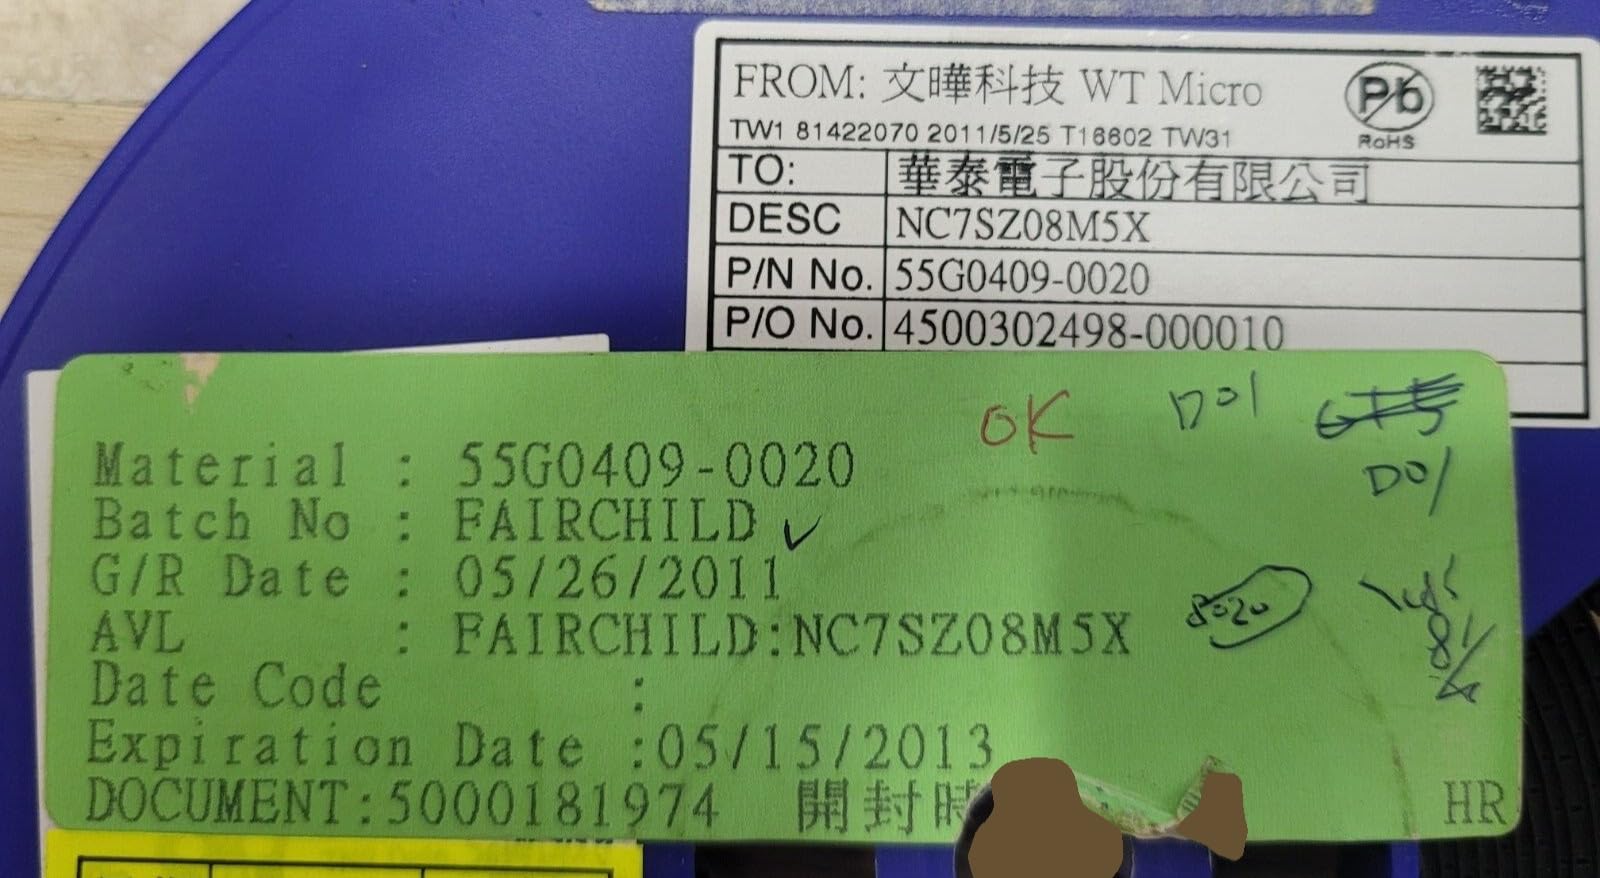 FROM: 文曄科技 WT Micro
Pb
RoHS
TW1 81422070 2011/5/25 T16602 TW31
TO: 華泰電子股份有限公司
DESC NC7SZ08M5X
P/N No. 55G0409-0020
P/O No. 4500302498-000010
OK D01
D01
Material : 55G0409-0020
Batch No : FAIRCHILD
G/R Date : 05/26/2011
8020
AVL : FAIRCHILD:NC7SZ08M5X
Date Code :
Expiration Date :05/15/2013
DOCUMENT:5000181974 開封時 HR